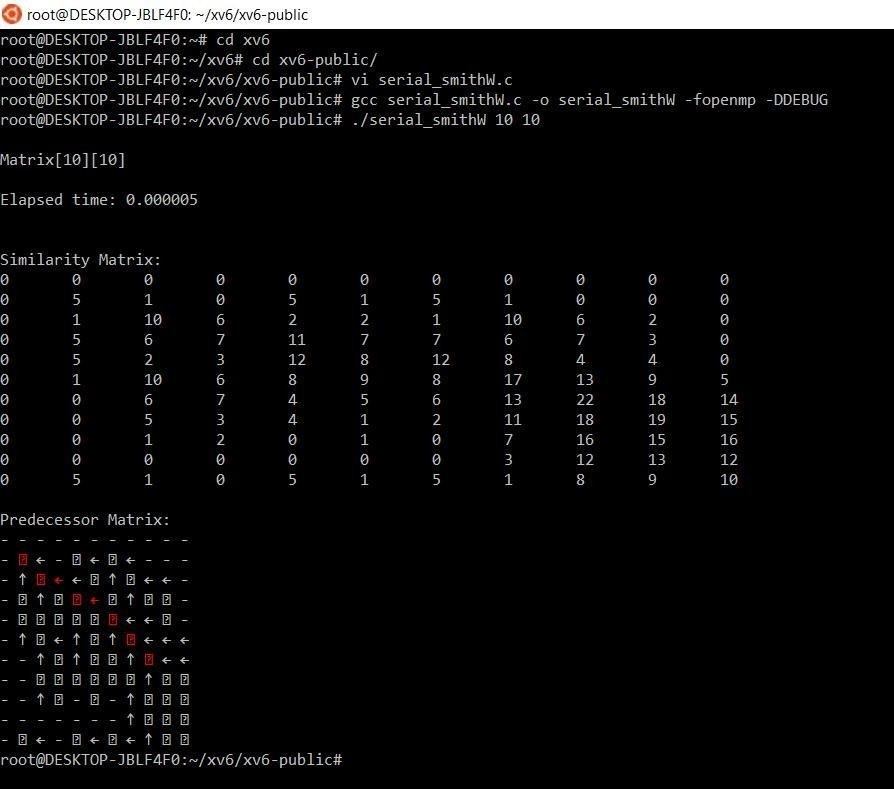 root@DESKTOP-JBLF4F0: ~/xv6/xv6-public
root@DESKTOP-JBLF4F0:~# cd xv6
root@DESKTOP-JBLF4F0:~/xv6# cd xv6-public/
root@DESKTOP-JBLF4F0:~/xv6/xv6-public# vi serial_smithW.c
root@DESKTOP-JBLF4F0:~/xv6/xv6-public# gcc serial_smithW.c -o serial_smithW -fopenmp -DDEBUG
root@DESKTOP-JBLF4F0:~/xv6/xv6-public# ./serial_smithW 10 10
Matrix[10][10]
Elapsed time: 0.000005
Similarity Matrix:
0 0 0 0 0 0 0 0 0 0 0
0 5 1 0 5 1 5 1 0 0 0
0 1 10 6 2 2 1 10 6 2 0
0 5 6 7 11 7 7 6 7 3 0
0 5 2 3 12 8 12 8 4 4 0
0 1 10 6 8 9 8 17 13 9 5
0 0 6 7 4 5 6 13 22 18 14
0 0 5 3 4 1 2 11 18 19 15
0 0 1 2 0 1 0 7 16 15 16
0 0 0 0 0 0 0 3 12 13 12
0 5 1 0 5 1 5 1 8 9 10
Predecessor Matrix:
- - - - - - - - - - -
- ⍰ ← - ⍰ ← ⍰ ← - - -
- ↑ ⍰ ← ← ⍰ ↑ ⍰ ← ← -
- ⍰ ↑ ⍰ ⍰ ← ⍰ ↑ ⍰ ⍰ -
- ⍰ ⍰ ⍰ ⍰ ⍰ ⍰ ← ← ⍰ -
- ↑ ⍰ ← ↑ ⍰ ↑ ⍰ ← ← ←
- - ↑ ⍰ ↑ ⍰ ⍰ ↑ ⍰ ← ←
- - ⍰ ⍰ ⍰ ⍰ ⍰ ⍰ ↑ ⍰ ⍰
- - ↑ ⍰ - ⍰ - ↑ ⍰ ⍰ ⍰
- - - - - - - ↑ ⍰ ⍰ ⍰
- ⍰ ← - ⍰ ← ⍰ ← ↑ ⍰ ⍰
root@DESKTOP-JBLF4F0:~/xv6/xv6-public#